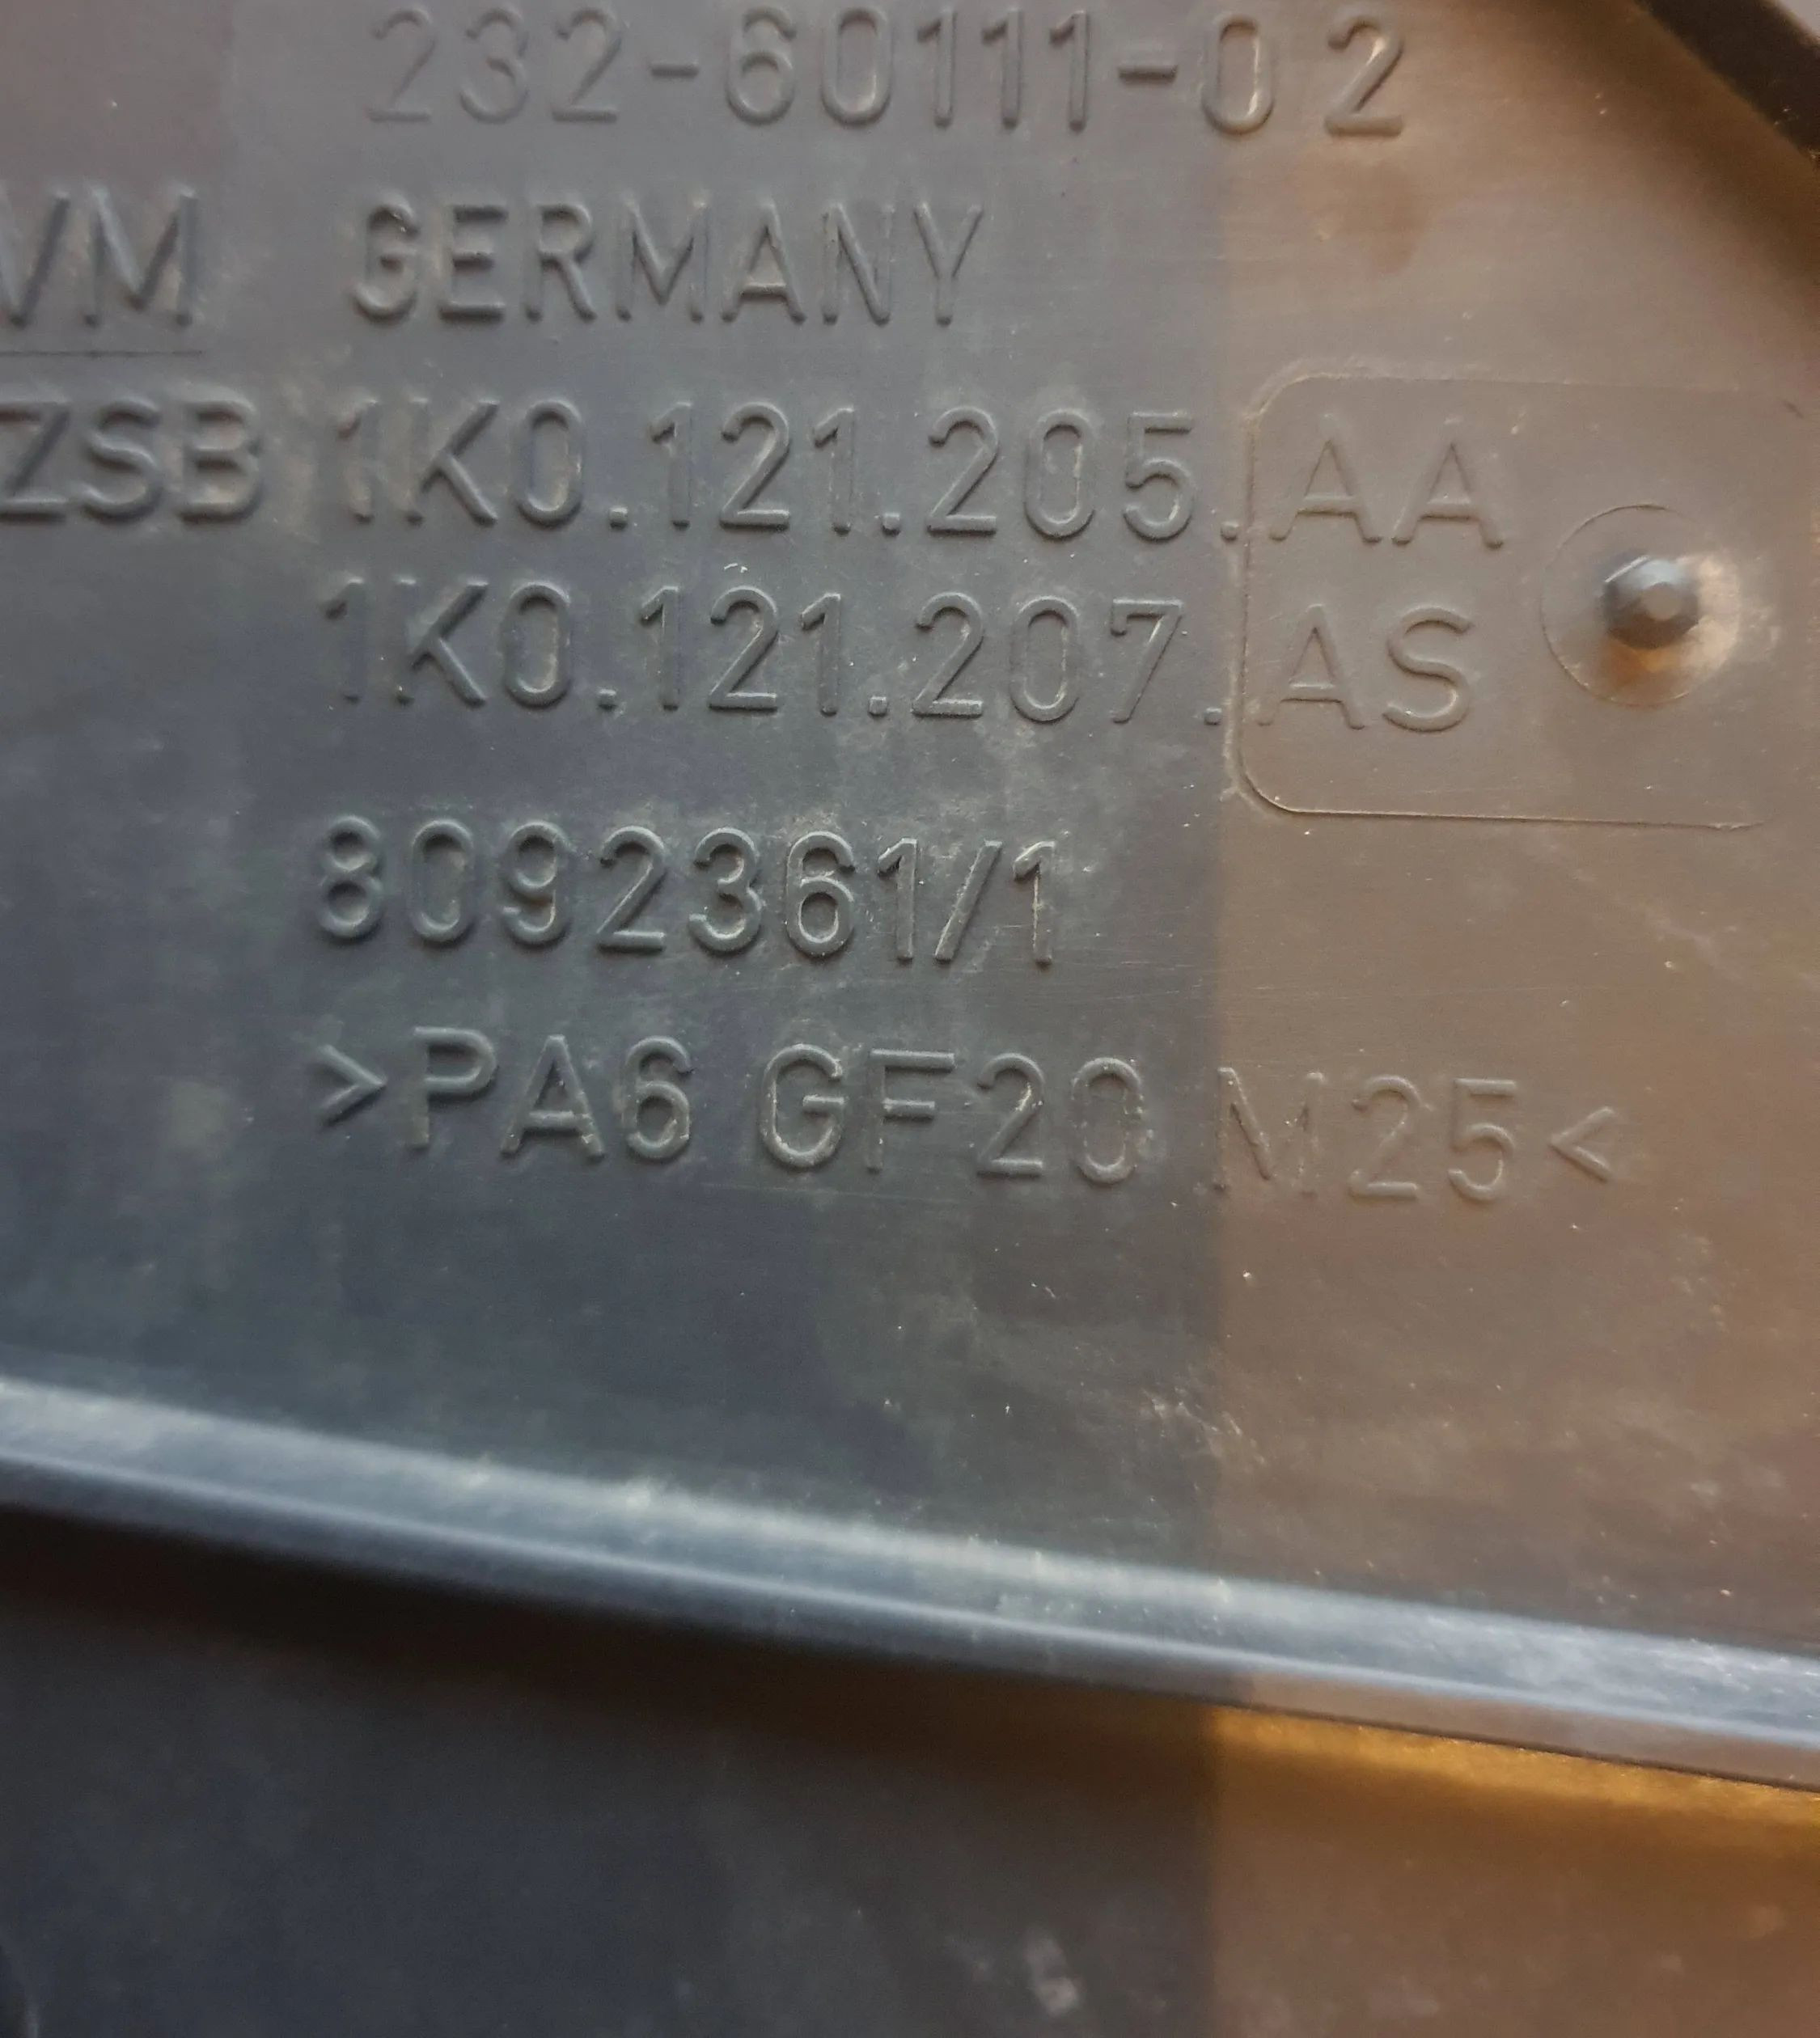 232-60111-02
VM GERMANY
ZSB 1K0.121.205.AA
1K0.121.207.AS
8092361/1
>PA6 GF20 M25<